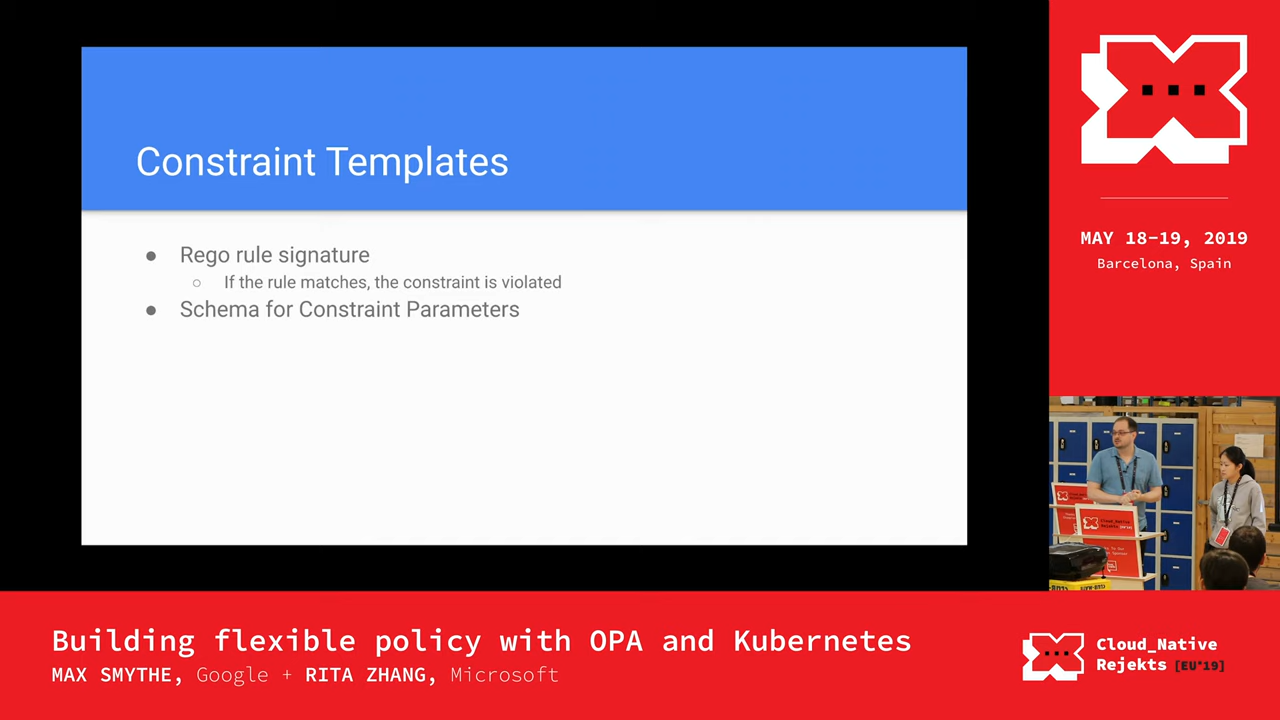 Constraint Templates
● Rego rule signature
○ If the rule matches, the constraint is violated
● Schema for Constraint Parameters
MAY 18-19, 2019
Barcelona, Spain
Building flexible policy with OPA and Kubernetes
MAX SMYTHE, Google + RITA ZHANG, Microsoft
Cloud_Native
Rejekts [EU'19]